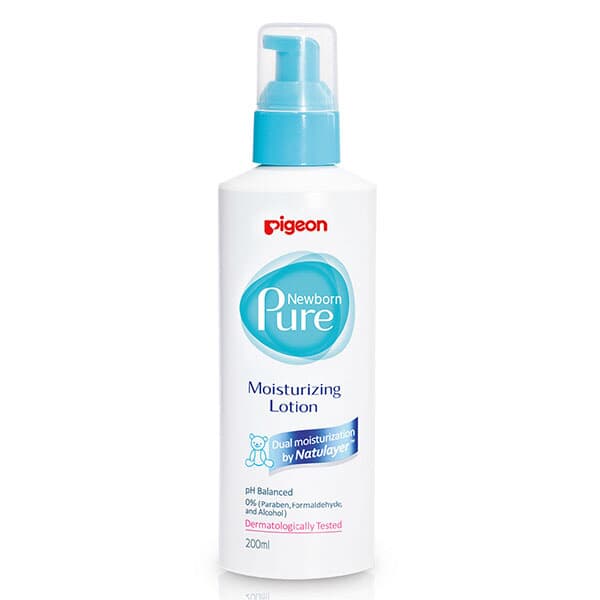 pigeon
Newborn
Pure
Moisturizing
Lotion
Dual moisturization
by Natulayer™
pH Balanced
0% (Paraben, Formaldehyde,
and Alcohol)
Dermatologically Tested
200ml